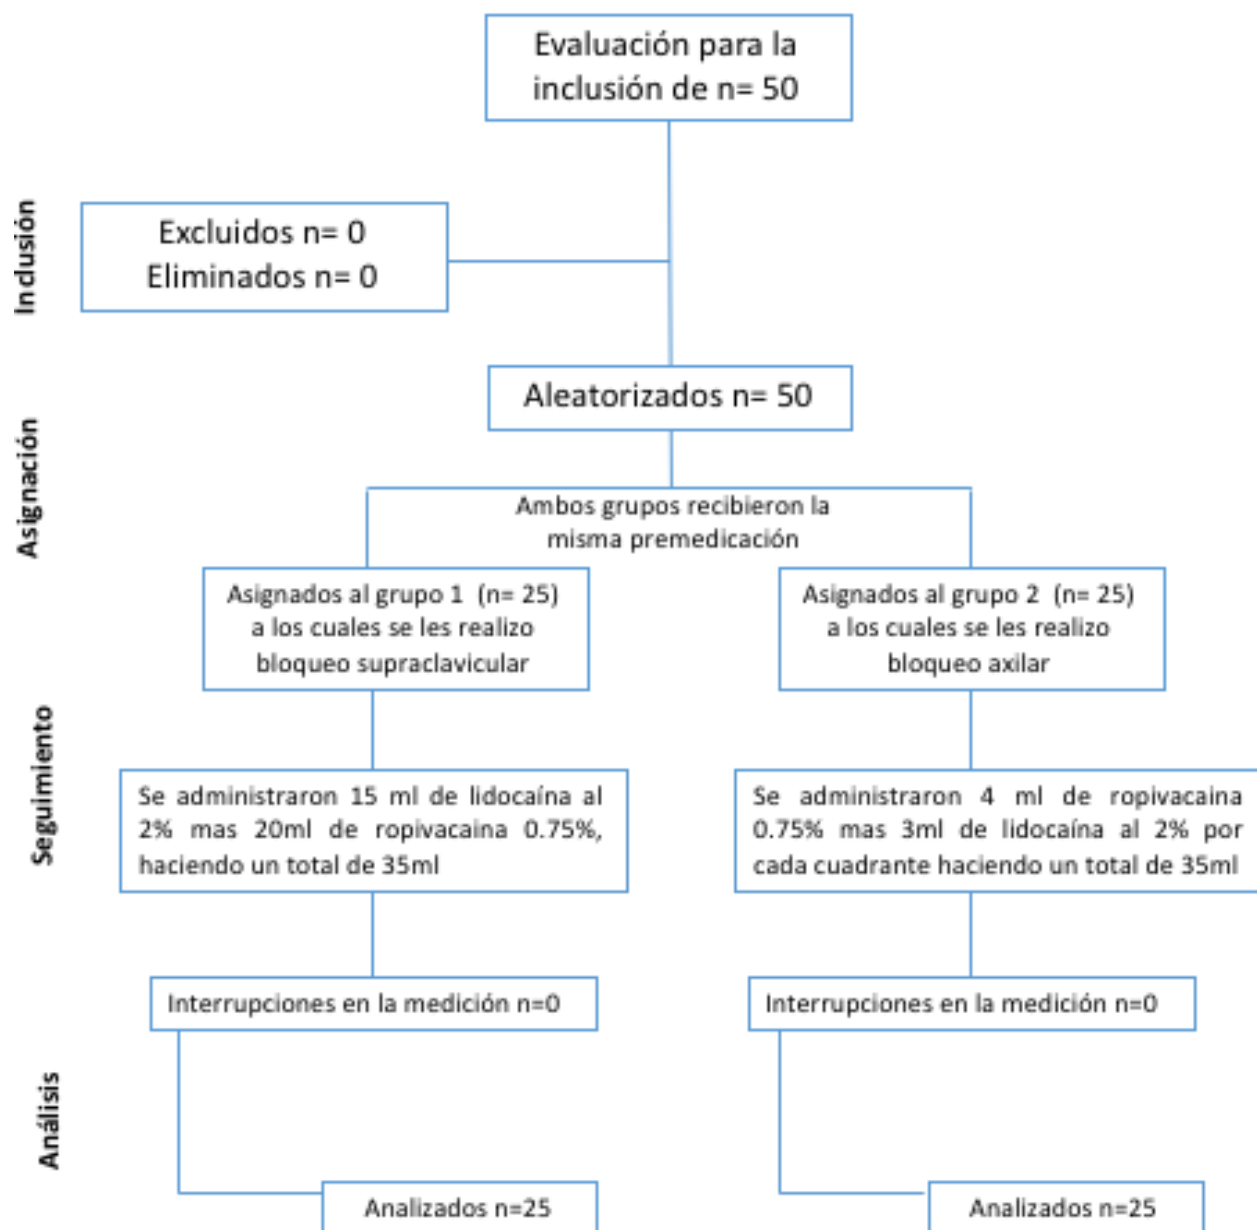 Evaluación para la
inclusión de n= 50
Inclusión
Excluidos n= 0
Eliminados n= 0
Aleatorizados n= 50
Asignación
Ambos grupos recibieron la
misma premedicación
Asignados al grupo 1 (n= 25)
a los cuales se les realizo
bloqueo supraclavicular
Asignados al grupo 2 (n= 25)
a los cuales se les realizo
bloqueo axilar
Seguimiento
Se administraron 15 ml de lidocaína al
2% mas 20ml de ropivacaina 0.75%,
haciendo un total de 35ml
Se administraron 4 ml de ropivacaina
0.75% mas 3ml de lidocaína al 2% por
cada cuadrante haciendo un total de 35ml
Interrupciones en la medición n=0
Interrupciones en la medición n=0
Análisis
Analizados n=25
Analizados n=25